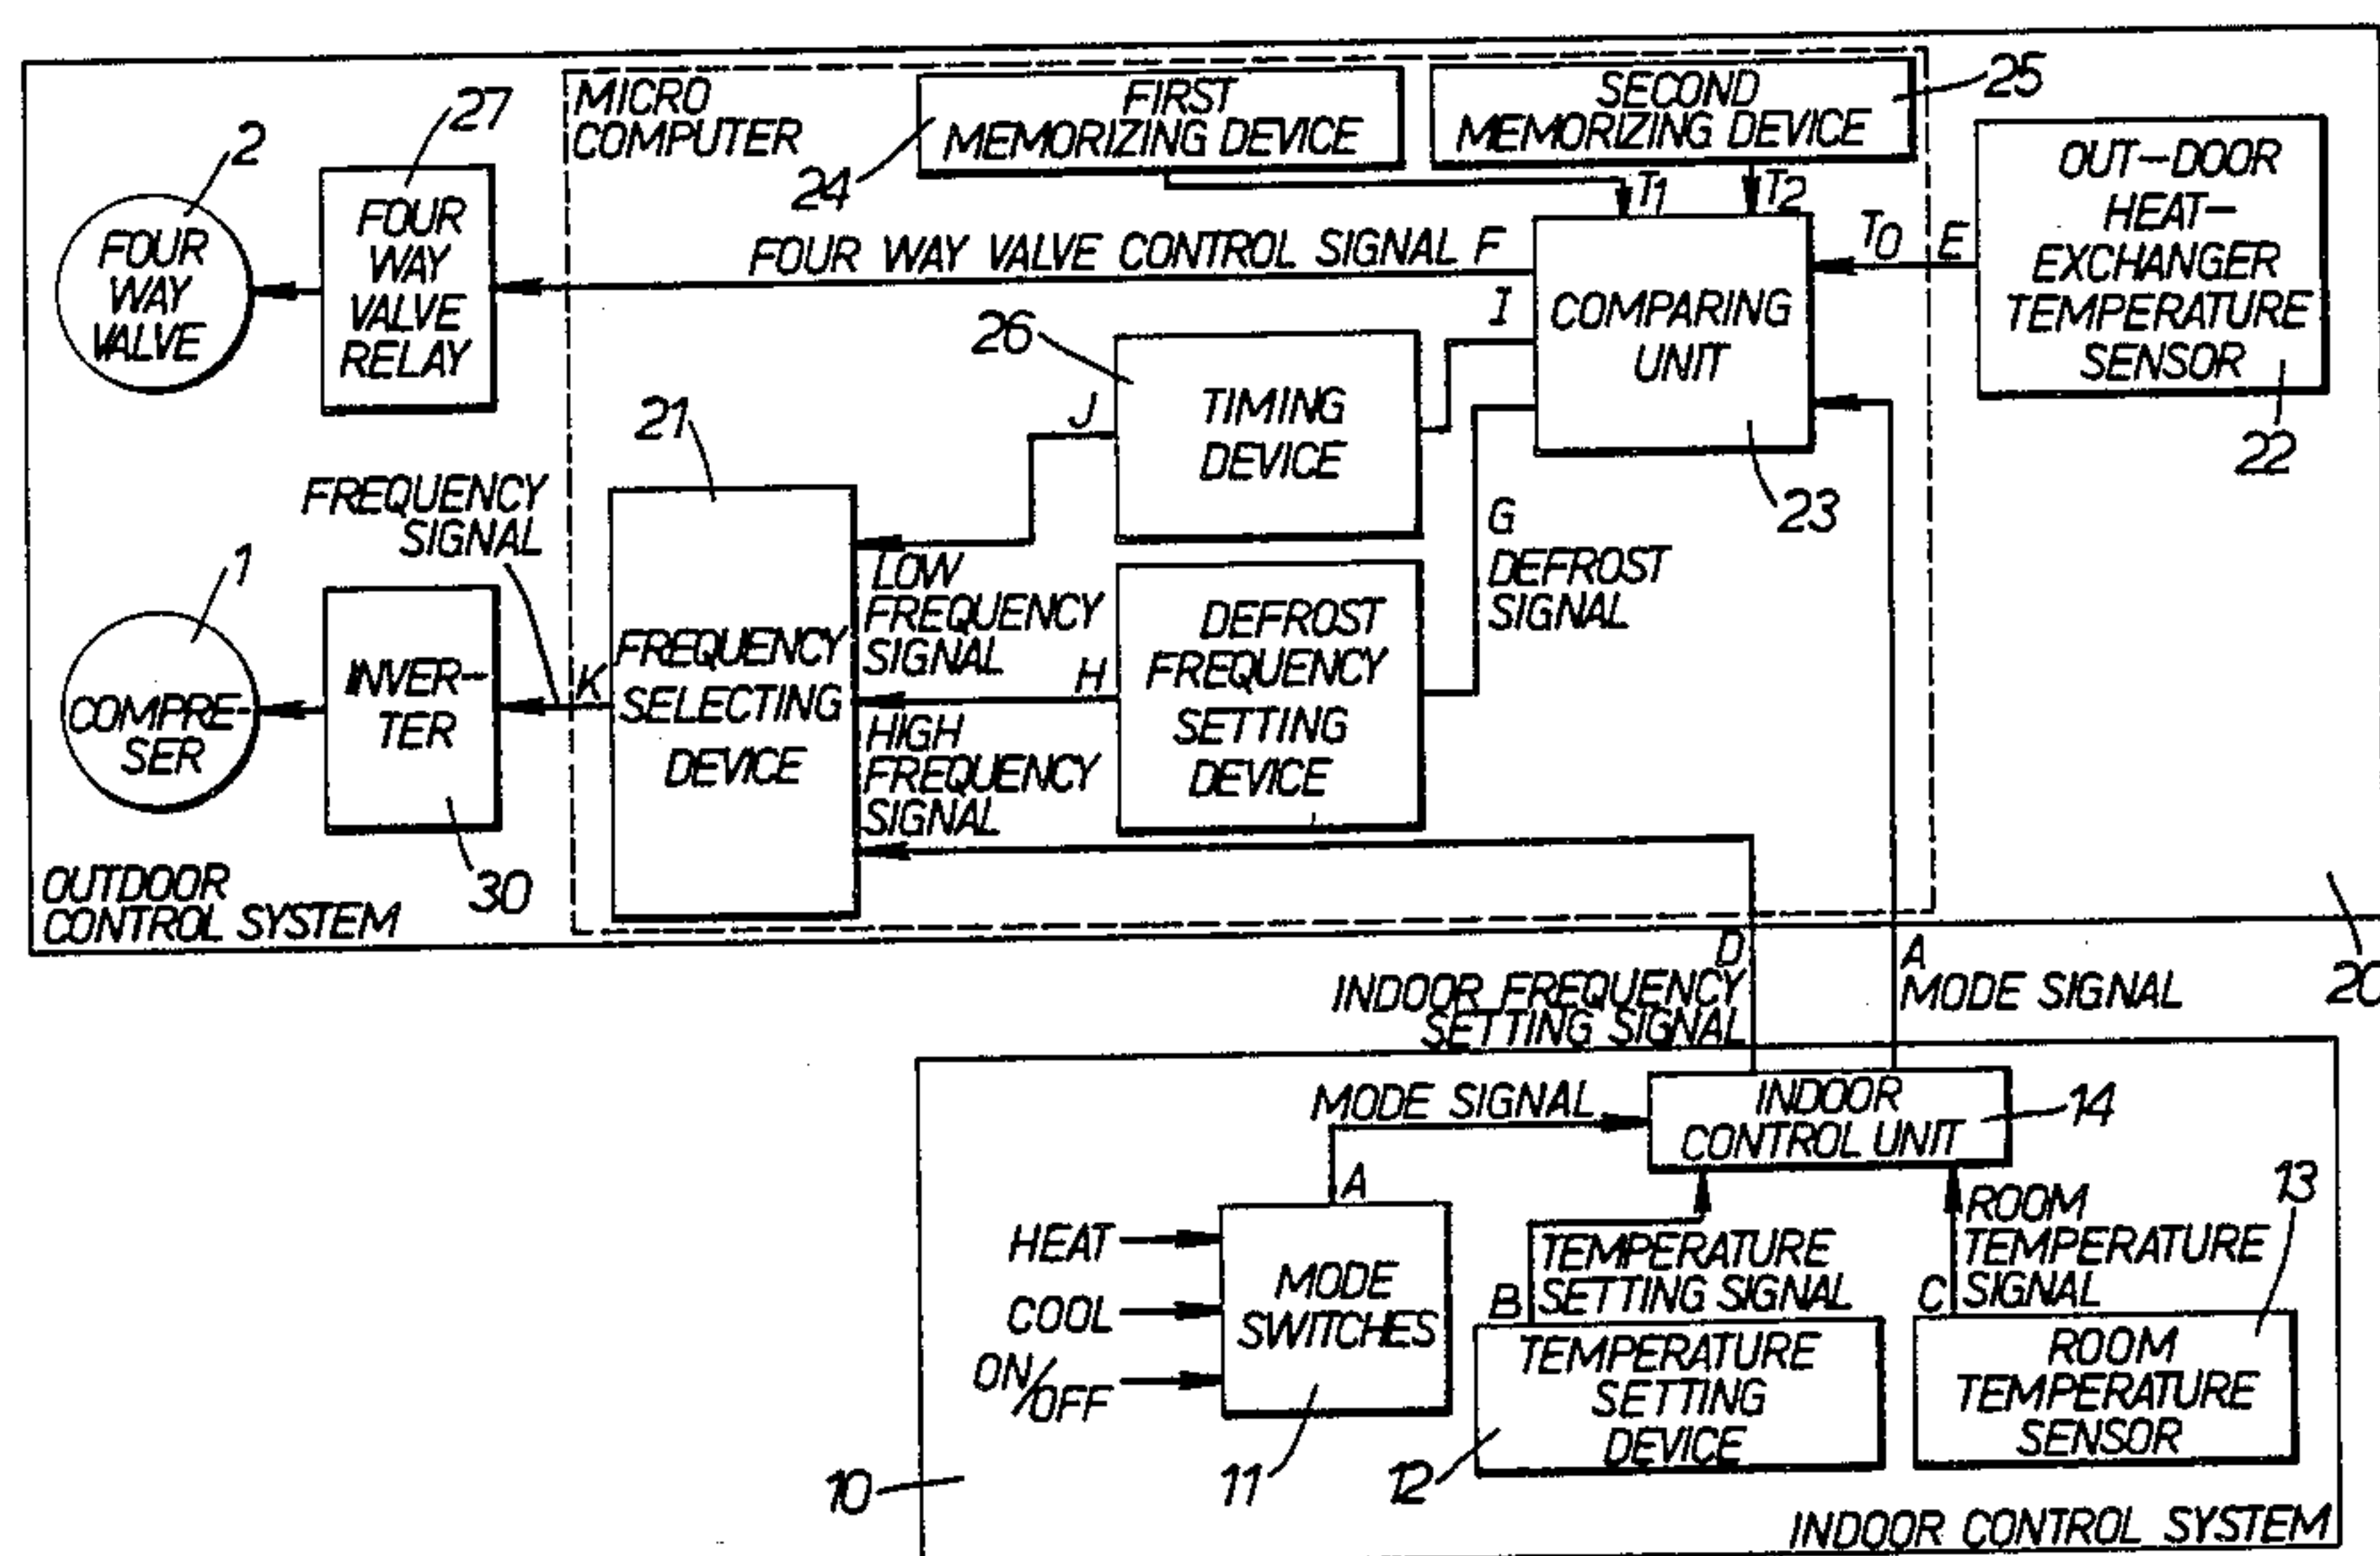 MICRO
COMPUTER
FIRST
MEMORIZING DEVICE
24
SECOND
MEMORIZING DEVICE
25
T1
T2
OUT-DOOR
HEAT-
EXCHANGER
TEMPERATURE
SENSOR
22
T0 E
2
FOUR
WAY
VALVE
27
FOUR
WAY
VALVE
RELAY
FOUR WAY VALVE CONTROL SIGNAL F
COMPARING
UNIT
23
I
26
TIMING
DEVICE
J
21
FREQUENCY
SIGNAL
LOW
FREQUENCY
SIGNAL
G
DEFROST
SIGNAL
1
COMPRE-
SER
INVER-
TER
30
K
FREQUENCY
SELECTING
DEVICE
H
HIGH
FREQUENCY
SIGNAL
DEFROST
FREQUENCY
SETTING
DEVICE
OUTDOOR
CONTROL SYSTEM
20
D
INDOOR FREQUENCY
SETTING SIGNAL
A
MODE SIGNAL
MODE SIGNAL
INDOOR
CONTROL UNIT
14
A
HEAT
COOL
ON/OFF
MODE
SWITCHES
11
B
TEMPERATURE
SETTING SIGNAL
TEMPERATURE
SETTING
DEVICE
12
C
ROOM
TEMPERATURE
SIGNAL
13
ROOM
TEMPERATURE
SENSOR
10
INDOOR CONTROL SYSTEM